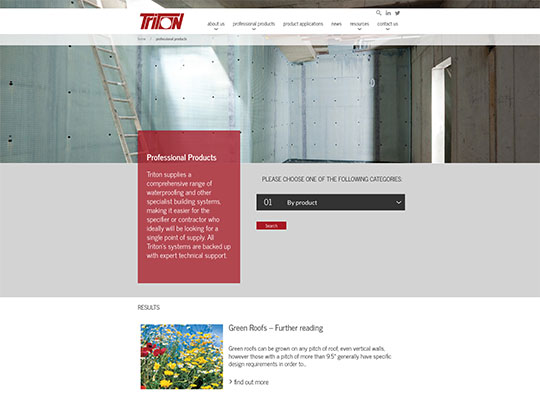 TRITON
about us professional products product applications news resources contact us
home // professional products
Professional Products
Triton supplies a
comprehensive range of
waterproofing and other
specialist building systems,
making it easier for the
specifier or contractor who
ideally will be looking for a
single point of supply. All
Triton's systems are backed up
with expert technical support.
PLEASE CHOOSE ONE OF THE FOLLOWING CATEGORIES:
01 By product
Search
RESULTS
Green Roofs – Further reading
Green roofs can be grown on any pitch of roof, even vertical walls,
however those with a pitch of more than 9.5° generally have specific
design requirements in order to...
> find out more